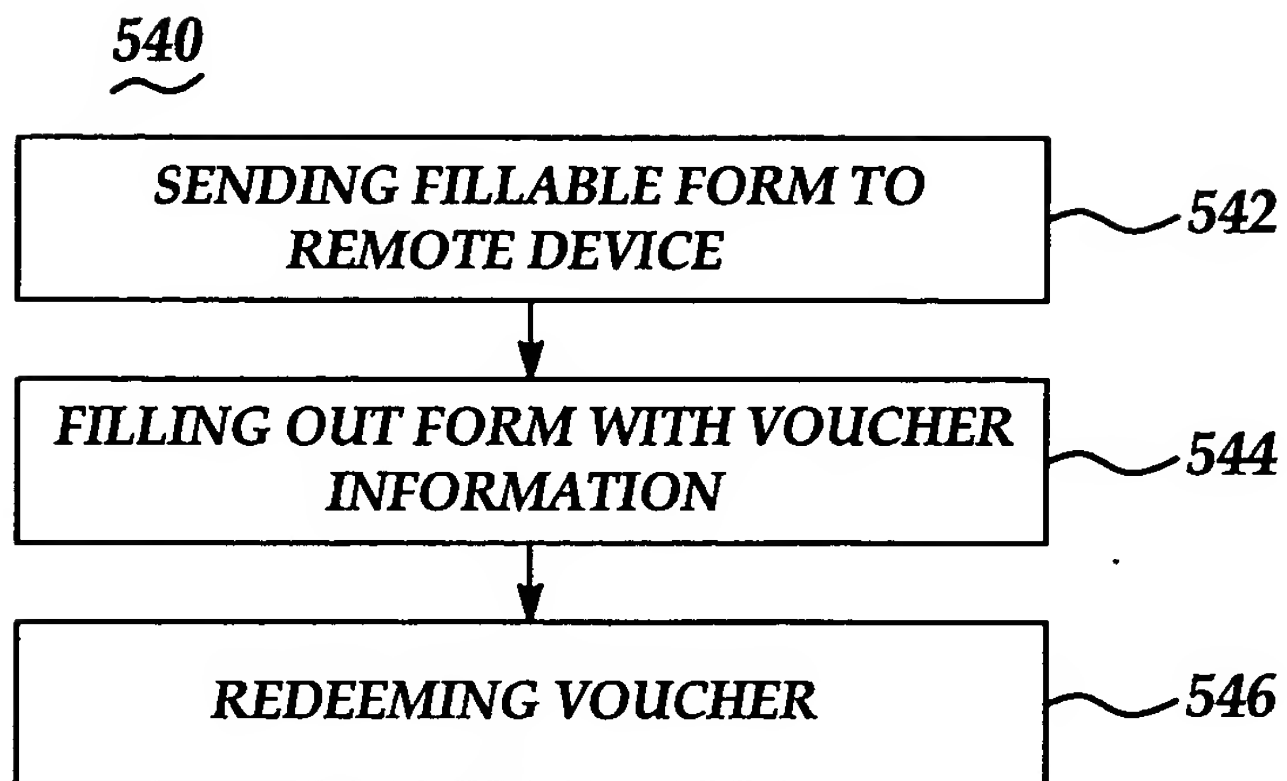 540
SENDING FILLABLE FORM TO
REMOTE DEVICE
542
FILLING OUT FORM WITH VOUCHER
INFORMATION
544
REDEEMING VOUCHER
546